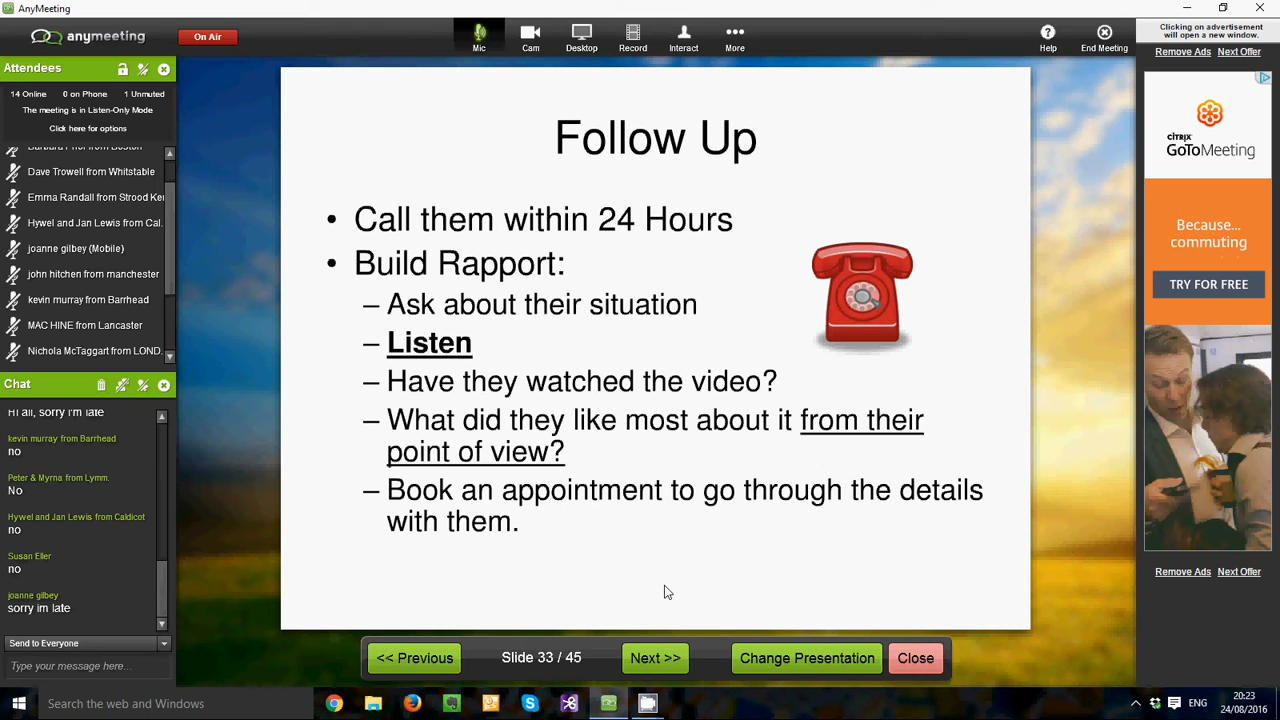 AnyMeeting
anymeeting
On Air
Mic
Cam
Desktop
Record
Interact
More
Help
End Meeting
Clicking on advertisement
will open a new window.
Remove Ads Next Offer
Attendees
14 Online 0 on Phone 1 Unmuted
The meeting is in Listen-Only Mode
Click here for options
Dave Trowell from Whitstable
Emma Randall from Strood Ke
Hywel and Jan Lewis from Cal.
joanne gilbey (Mobile)
john hitchen from manchester
kevin murray from Barrhead
MAC HINE from Lancaster
Nichola McTaggart from LOND.
Chat
Hi all, sorry i'm late
kevin murray from Barrhead
no
Peter & Myrna from Lymm.
No
Hywel and Jan Lewis from Caldicot
no
Susan Eller
no
joanne gilbey
sorry im late
Send to Everyone
Type your message here...
Follow Up
• Call them within 24 Hours
• Build Rapport:
– Ask about their situation
– Listen
– Have they watched the video?
– What did they like most about it from their
point of view?
– Book an appointment to go through the details
with them.
<< Previous
Slide 33 / 45
Next >>
Change Presentation
Close
CITRIX
GoToMeeting
Because...
commuting
TRY FOR FREE
Remove Ads Next Offer
Search the web and Windows
ENG
20:23
24/08/2016